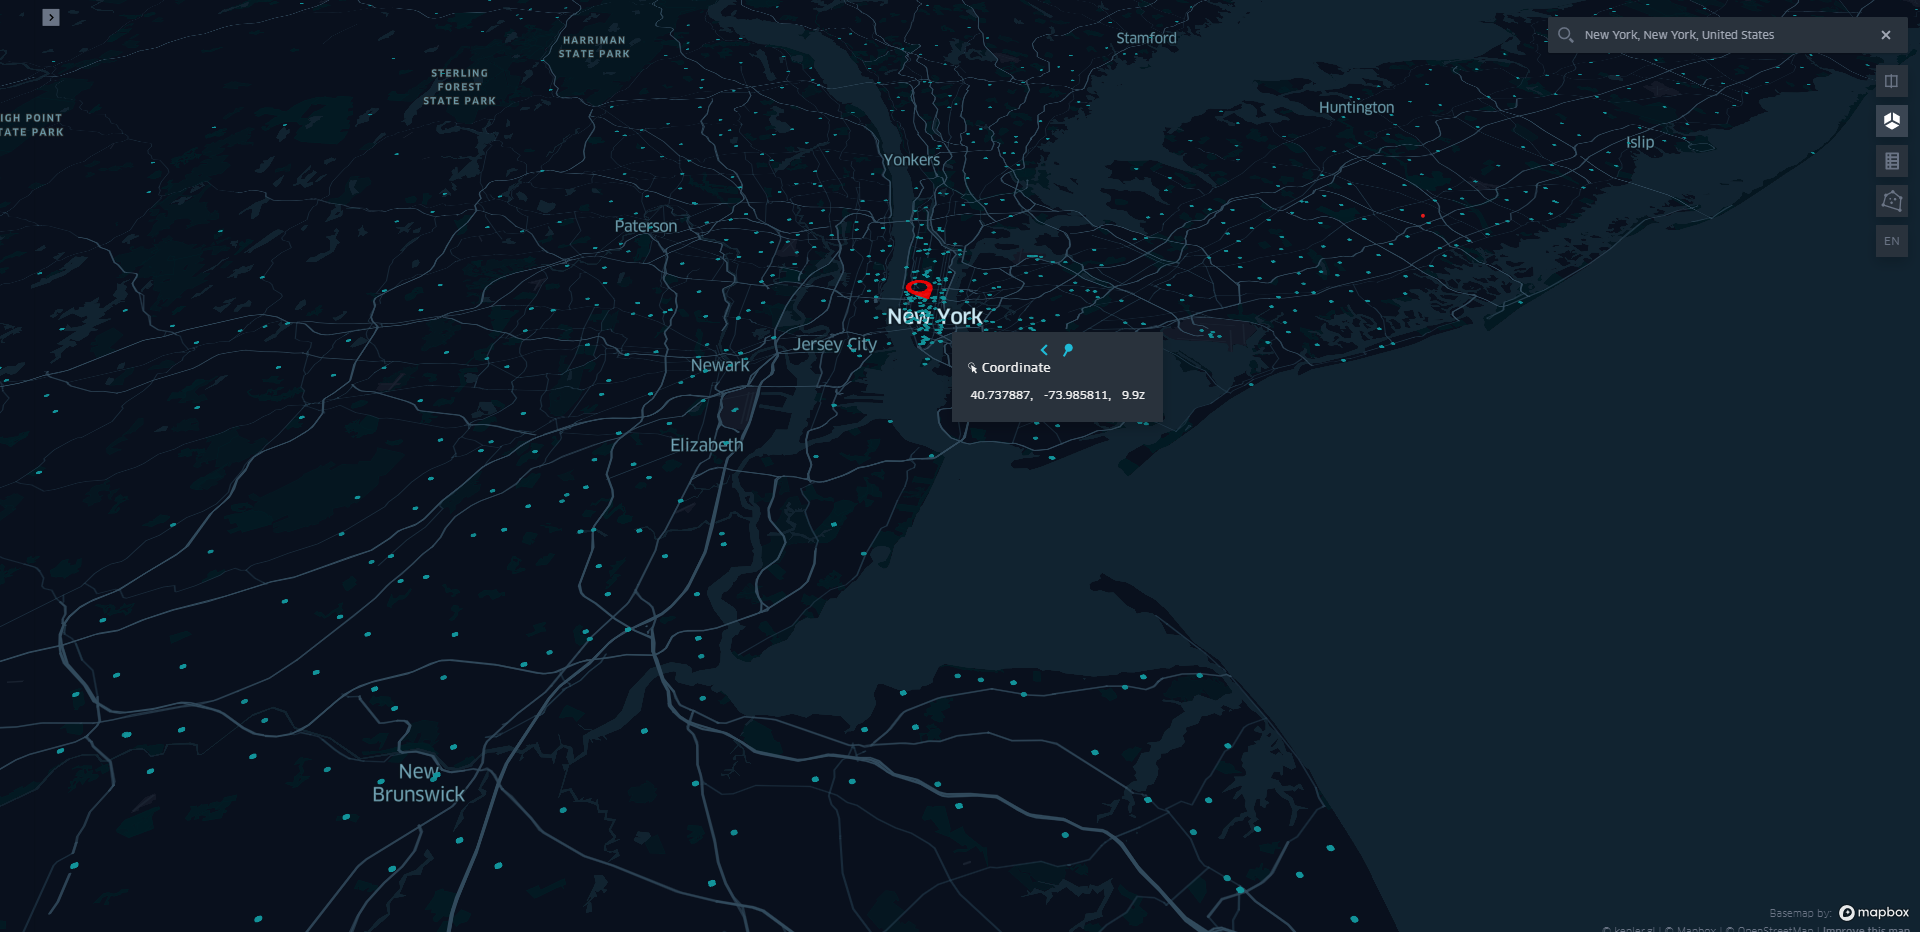 HARRIMAN
STATE PARK
Stamford
New York, New York, United States
STERLING
FOREST
STATE PARK
IGH POINT
TATE PARK
Huntington
Islip
Yonkers
Paterson
EN
New York
Jersey City
Newark
Coordinate
40.737887, -73.985811, 9.9z
Elizabeth
New
Brunswick
Basemap by: mapbox
© kepler.gl | © Mapbox | © OpenStreetMap | Improve this map